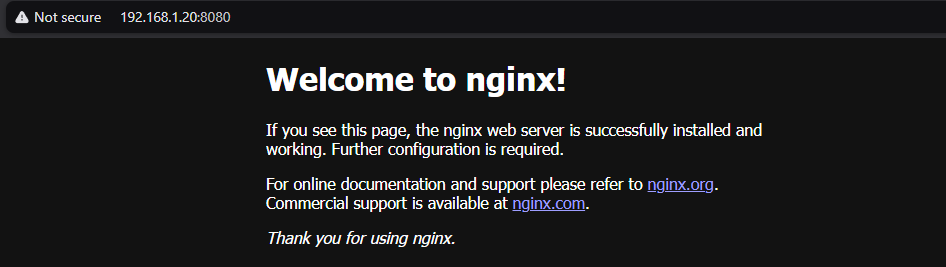 Not secure 192.168.1.20:8080
Welcome to nginx!
If you see this page, the nginx web server is successfully installed and
working. Further configuration is required.
For online documentation and support please refer to nginx.org.
Commercial support is available at nginx.com.
Thank you for using nginx.